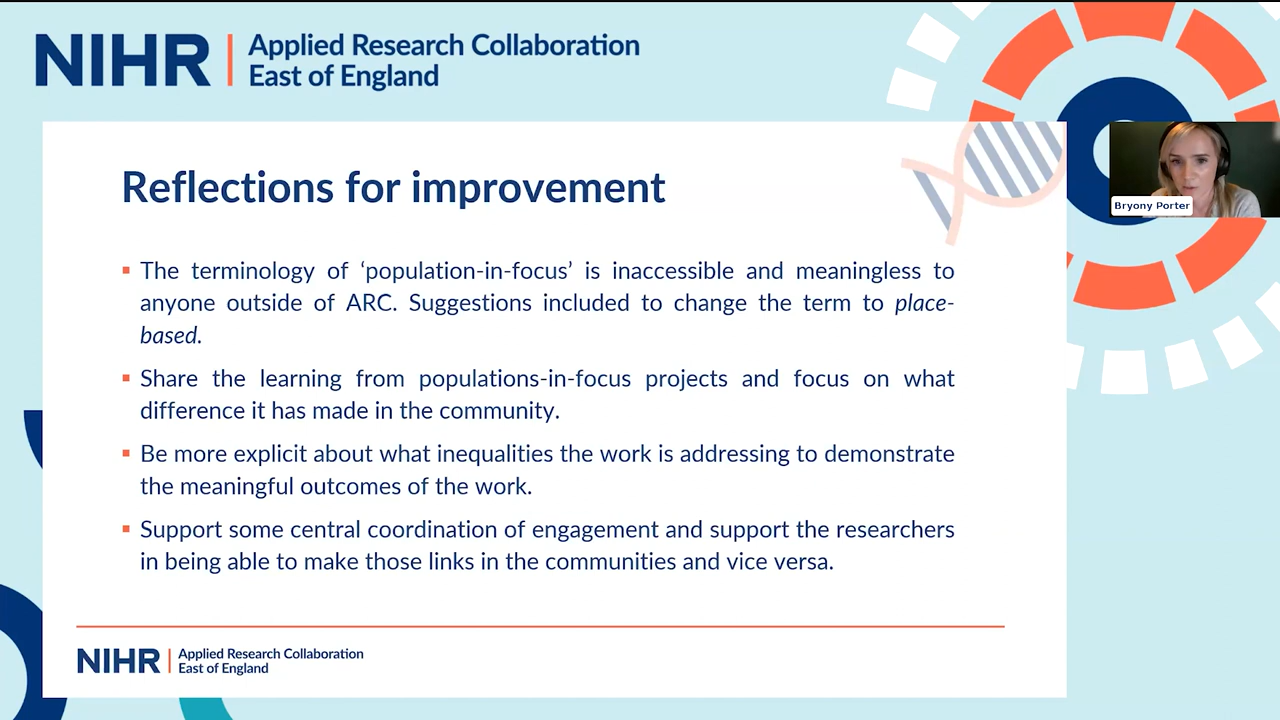 NIHR | Applied Research Collaboration
East of England
Reflections for improvement
Bryony Porter
▪ The terminology of ‘population-in-focus’ is inaccessible and meaningless to
anyone outside of ARC. Suggestions included to change the term to place-
based.
▪ Share the learning from populations-in-focus projects and focus on what
difference it has made in the community.
▪ Be more explicit about what inequalities the work is addressing to demonstrate
the meaningful outcomes of the work.
▪ Support some central coordination of engagement and support the researchers
in being able to make those links in the communities and vice versa.
NIHR | Applied Research Collaboration
East of England